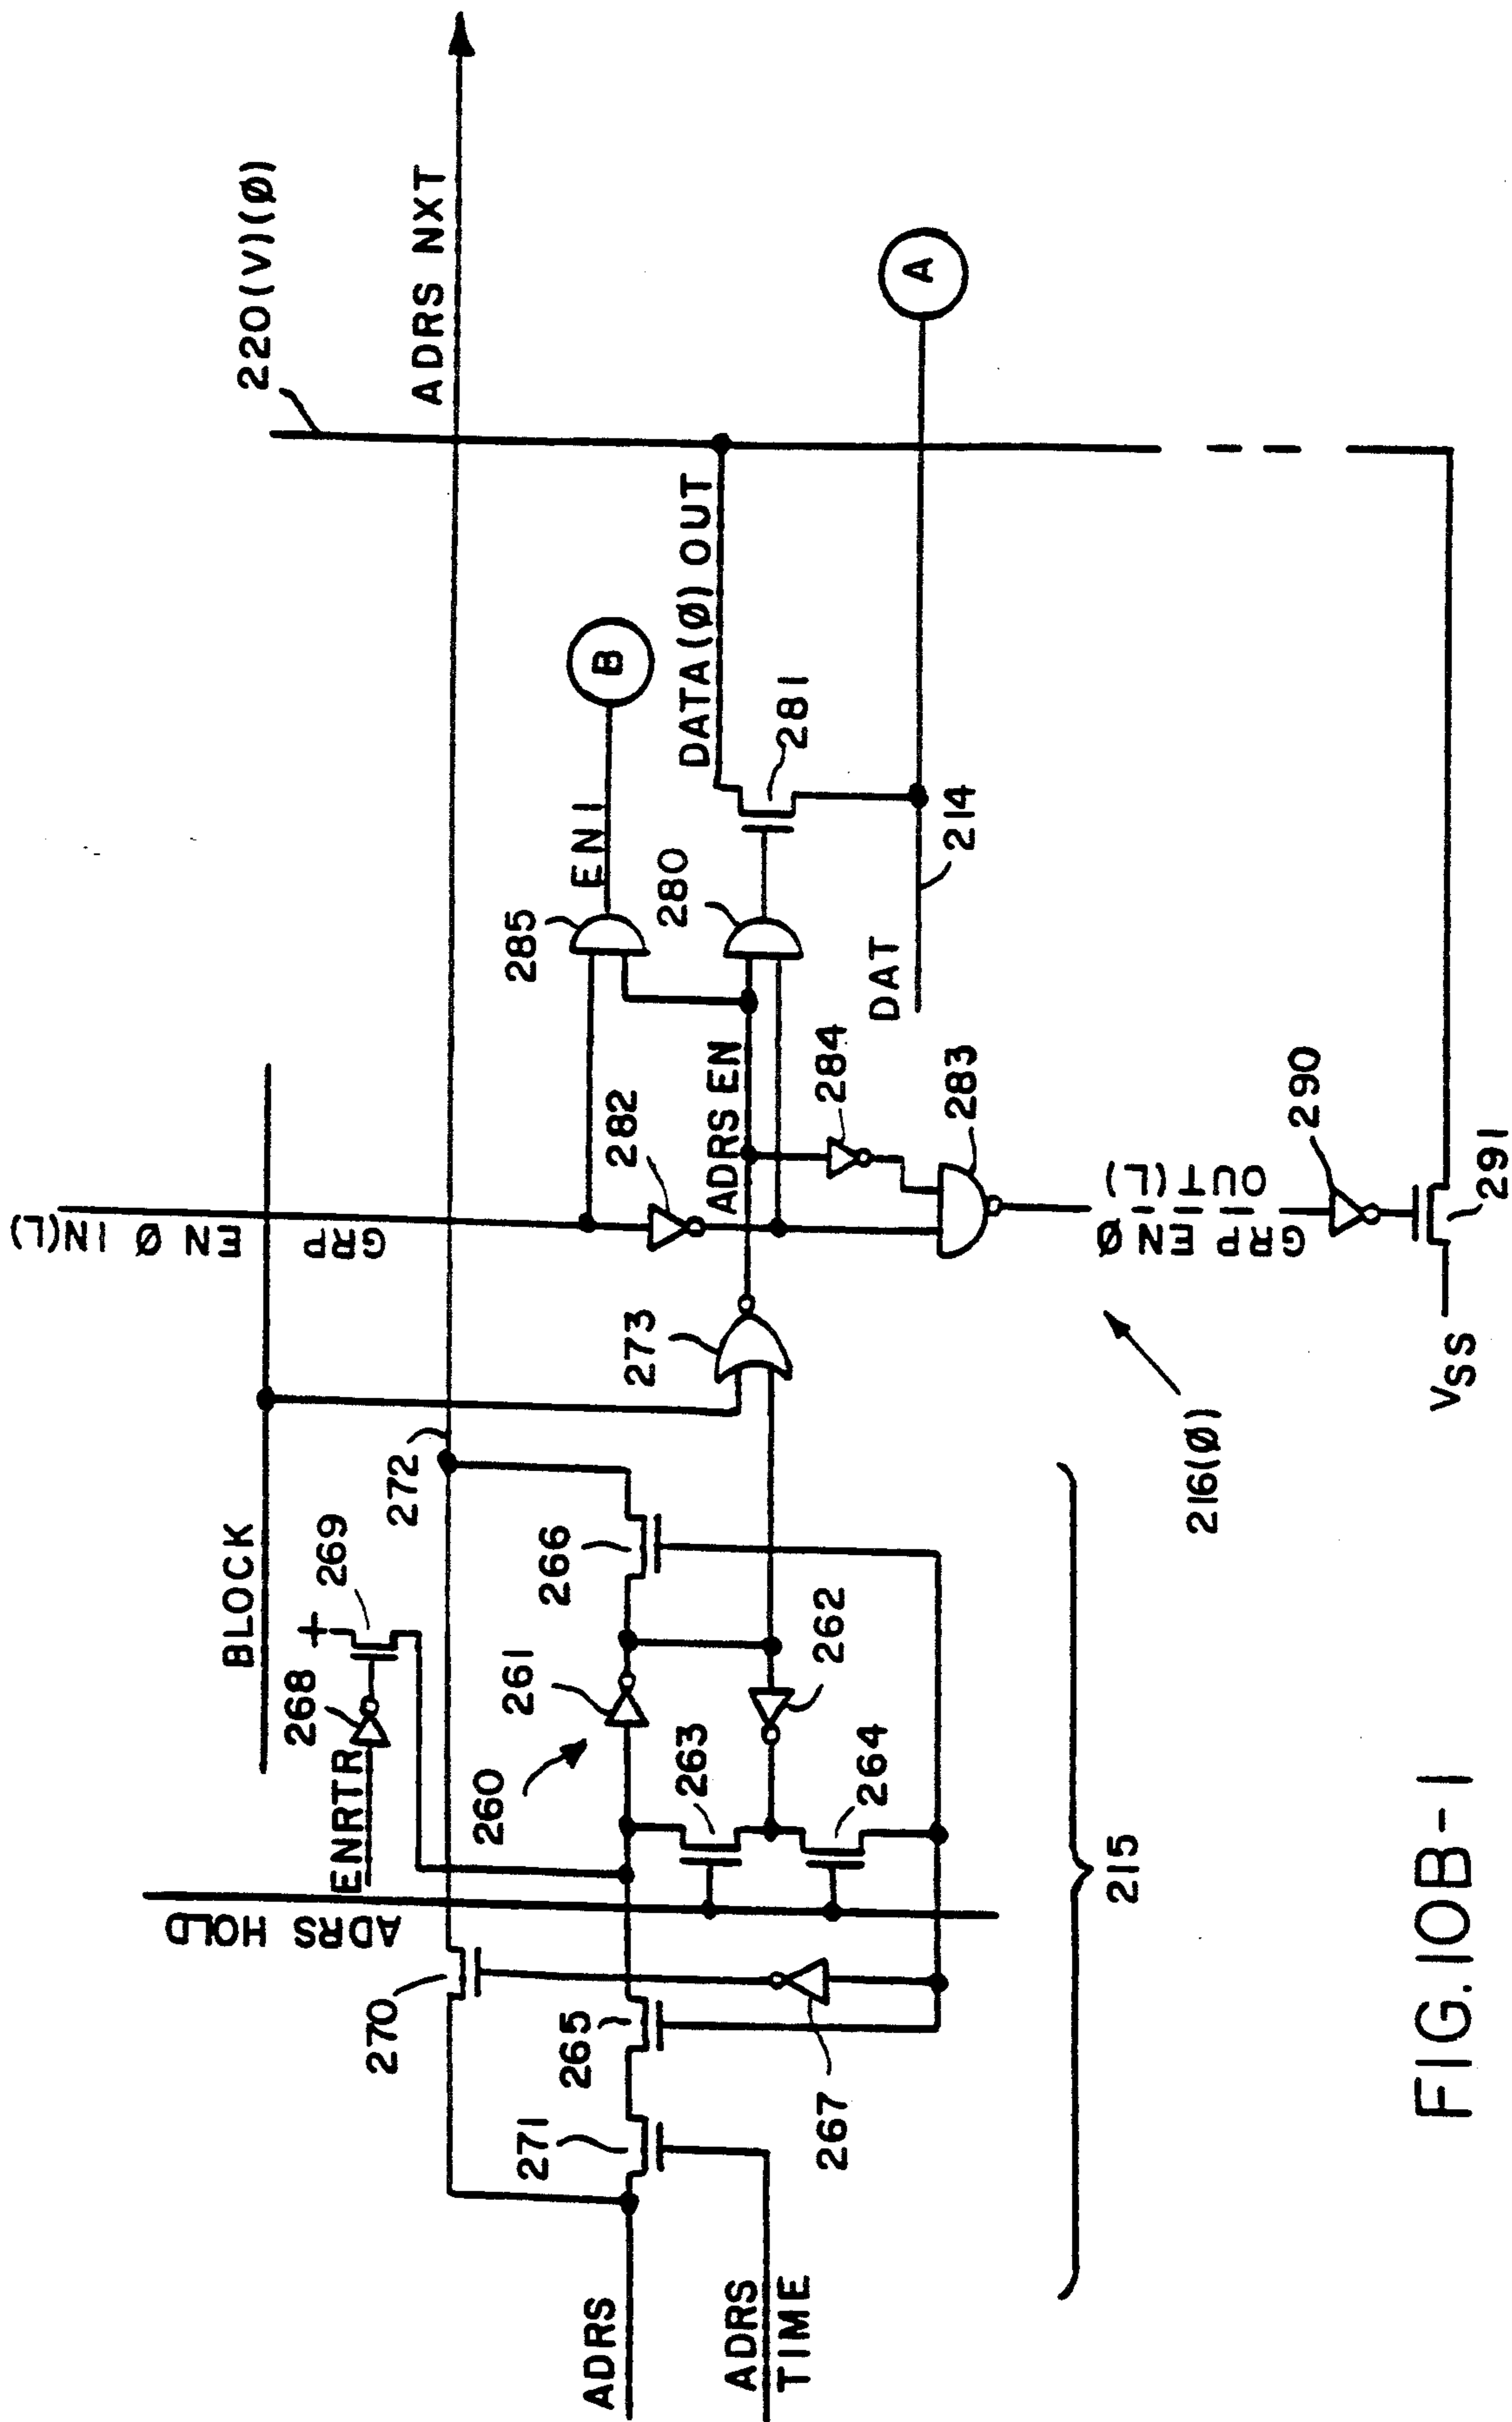 220(V)(Ø)
ADRS NXT
BLOCK
GRP EN Ø IN(L)
ENRTR
268
269
272
270
ADRS HOLD
260
261
266
273
282
285
EN1
B
280
DATA(Ø) OUT
281
ADRS EN
284
283
DAT
214
A
ADRS
271
265
263
262
264
267
ADRS
TIME
215
216(Ø)
GRP EN Ø
OUT(L)
290
291
VSS
FIG. 10B-1